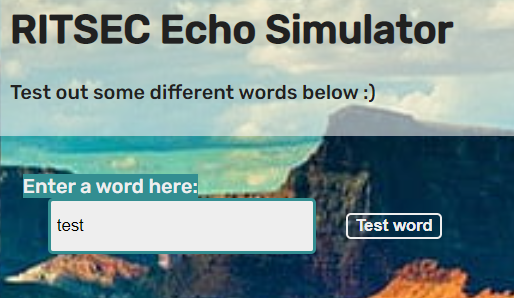 RITSEC Echo Simulator
Test out some different words below :)
Enter a word here:
test
Test word